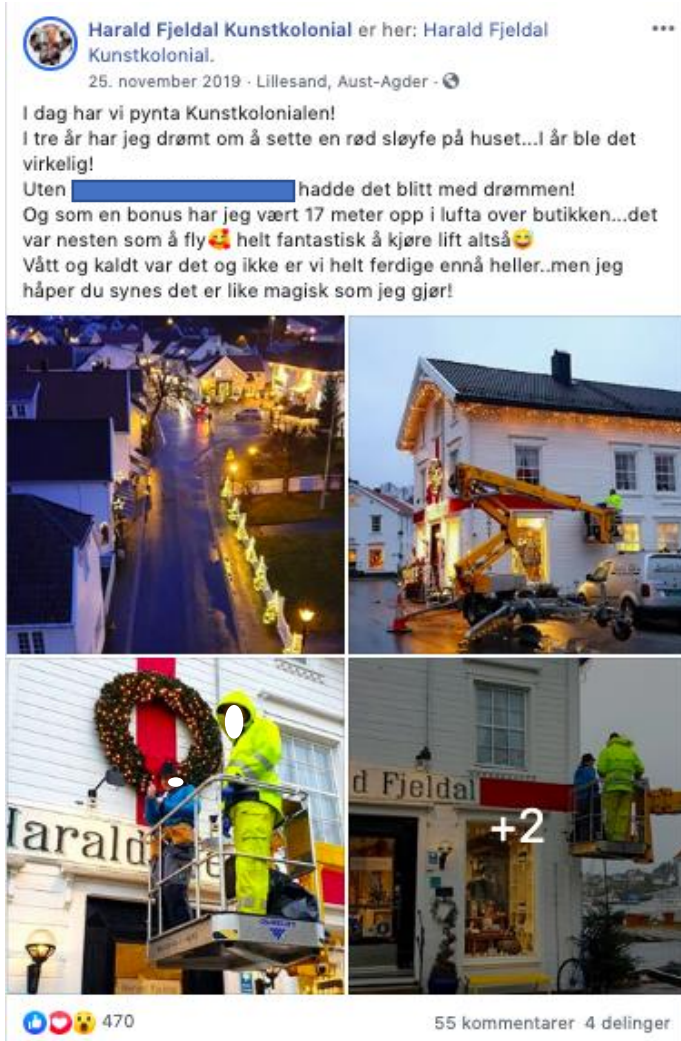 Harald Fjeldal Kunstkolonial er her: Harald Fjeldal
Kunstkolonial.
25. november 2019 · Lillesand, Aust-Agder ·
I dag har vi pynta Kunstkolonialen!
I tre år har jeg drømt om å sette en rød sløyfe på huset...I år ble det
virkelig!
Uten hadde det blitt med drømmen!
Og som en bonus har jeg vært 17 meter opp i lufta over butikken...det
var nesten som å fly🥰 helt fantastisk å kjøre lift altså😅
Vått og kaldt var det og ikke er vi helt ferdige ennå heller..men jeg
håper du synes det er like magisk som jeg gjør!
Harald
d Fjeldal
+2
470
55 kommentarer 4 delinger